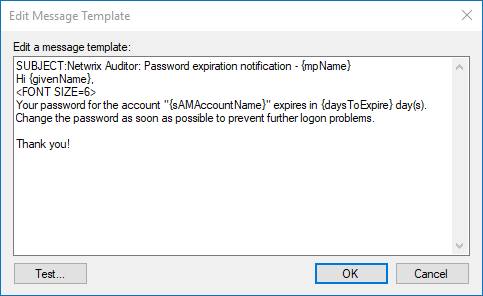 Edit Message Template
Edit a message template:
SUBJECT:Netwrix Auditor: Password expiration notification - {mpName}
Hi {givenName},
<FONT SIZE=6>
Your password for the account "{sAMAccountName}" expires in {daysToExpire} day(s).
Change the password as soon as possible to prevent further logon problems.
Thank you!
Test...
OK
Cancel